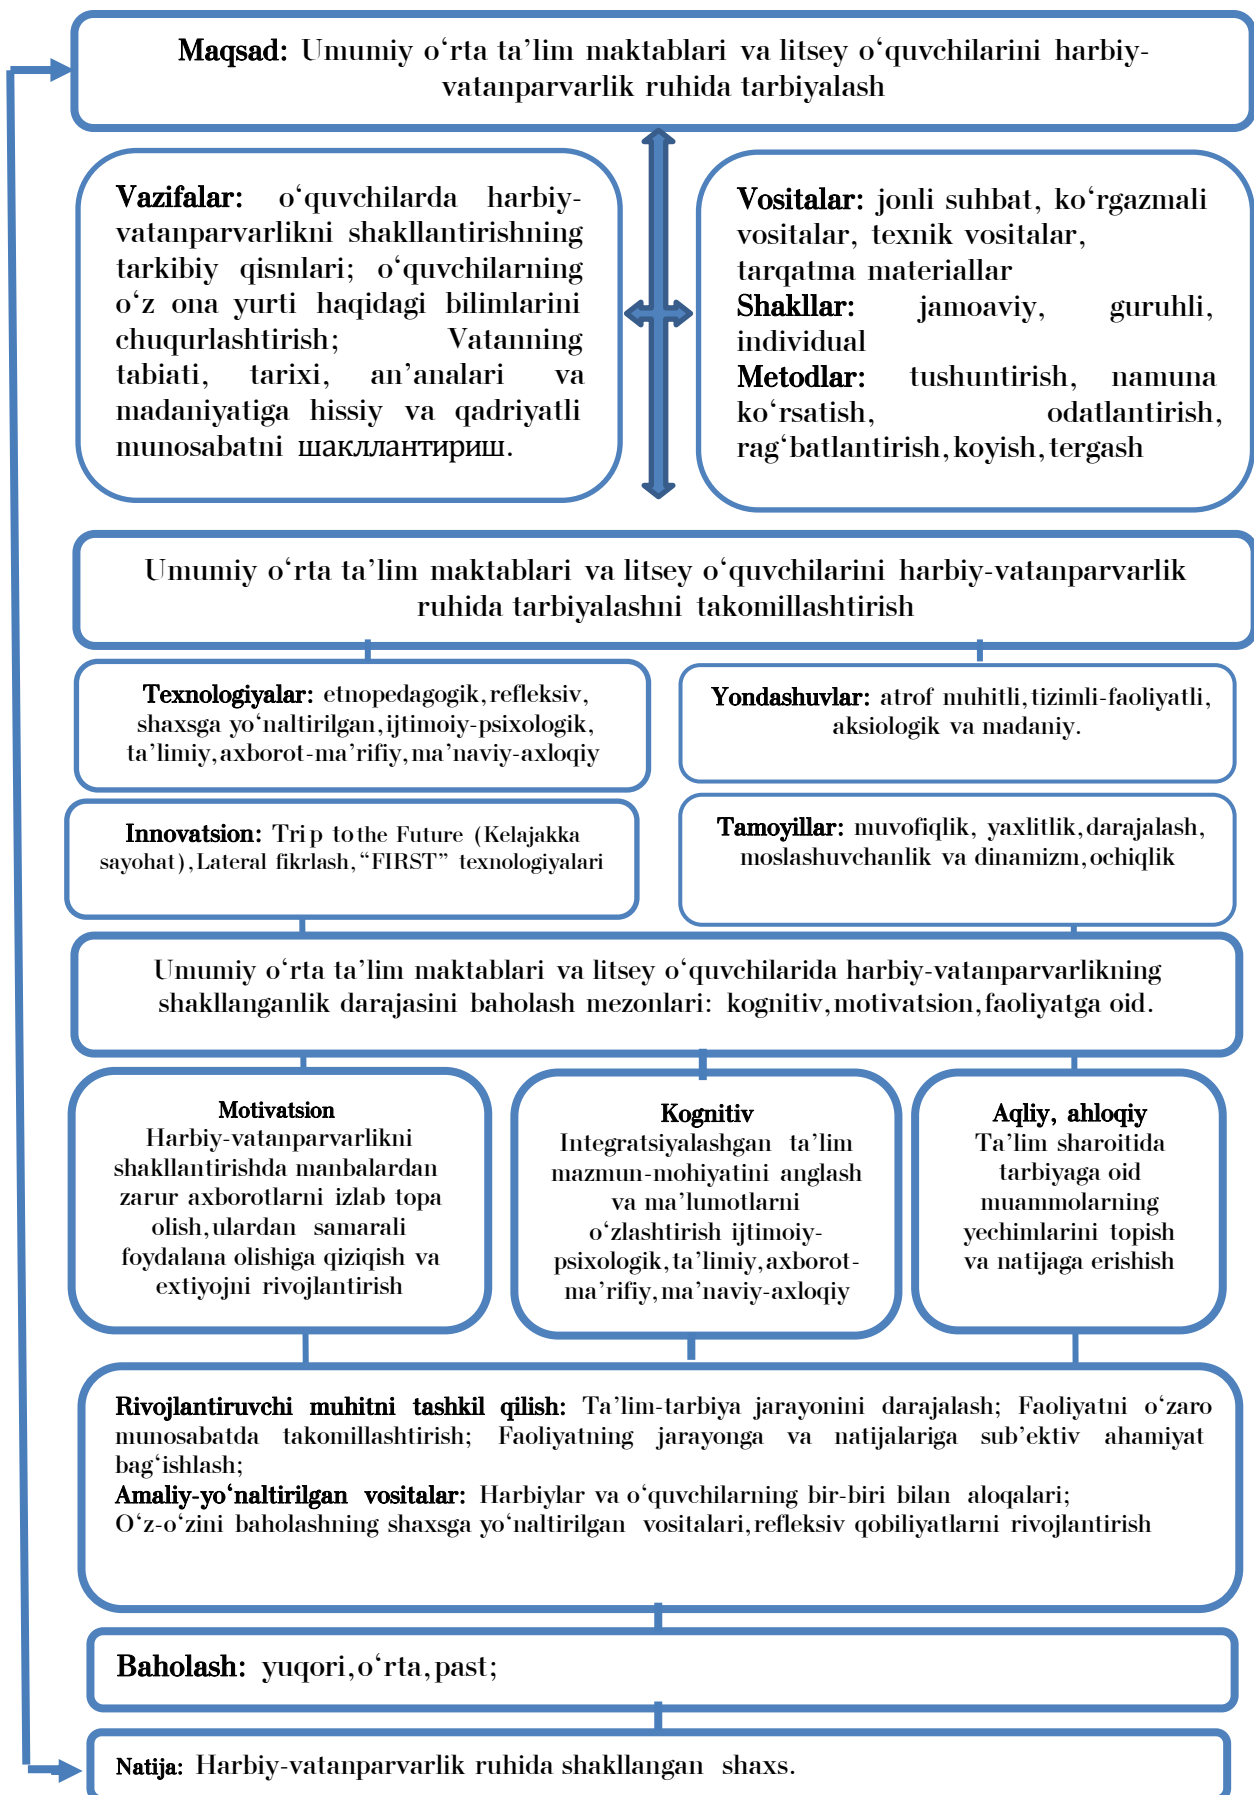 Maqsad: Umumiy o‘rta ta’lim maktablari va litsey o‘quvchilarini harbiy-
vatanparvarlik ruhida tarbiyalash
Vazifalar: o‘quvchilarda harbiy-
vatanparvarlikni shakllantirishning
tarkibiy qismlari; o‘quvchilarning
o‘z ona yurti haqidagi bilimlarini
chuqurlashtirish; Vatanning
tabiati, tarixi, an’analari va
madaniyatiga hissiy va qadriyatli
munosabatni шакллантириш.
Vositalar: jonli suhbat, ko‘rgazmali
vositalar, texnik vositalar,
tarqatma materiallar
Shakllar: jamoaviy, guruhli,
individual
Metodlar: tushuntirish, namuna
ko‘rsatish, odatlantirish,
rag‘batlantirish, koyish, tergash
Umumiy o‘rta ta’lim maktablari va litsey o‘quvchilarini harbiy-vatanparvarlik
ruhida tarbiyalashni takomillashtirish
Texnologiyalar: etnopedagogik, refleksiv,
shaxsga yo‘naltirilgan, ijtimoiy-psixologik,
ta’limiy, axborot-ma’rifiy, ma’naviy-axloqiy
Yondashuvlar: atrof muhitli, tizimli-faoliyatli,
aksiologik va madaniy.
Innovatsion: Trip to the Future (Kelajakka
sayohat), Lateral fikrlash, “FIRST” texnologiyalari
Tamoyillar: muvofiqlik, yaxlitlik, darajalash,
moslashuvchanlik va dinamizm, ochiqlik
Umumiy o‘rta ta’lim maktablari va litsey o‘quvchilarida harbiy-vatanparvarlikning
shakllanganlik darajasini baholash mezonlari: kognitiv, motivatsion, faoliyatga oid.
Motivatsion
Harbiy-vatanparvarlikni
shakllantirishda manbalardan
zarur axborotlarni izlab topa
olish, ulardan samarali
foydalana olishiga qiziqish va
extiyojni rivojlantirish
Kognitiv
Integratsiyalashgan ta’lim
mazmun-mohiyatini anglash
va ma’lumotlarni
o‘zlashtirish ijtimoiy-
psixologik, ta’limiy, axborot-
ma’rifiy, ma’naviy-axloqiy
Aqliy, ahloqiy
Ta’lim sharoitida
tarbiyaga oid
muammolarning
yechimlarini topish
va natijaga erishish
Rivojlantiruvchi muhitni tashkil qilish: Ta’lim-tarbiya jarayonini darajalash; Faoliyatni o‘zaro
munosabatda takomillashtirish; Faoliyatning jarayonga va natijalariga sub’ektiv ahamiyat
bag‘ishlash;
Amaliy-yo‘naltirilgan vositalar: Harbiylar va o‘quvchilarning bir-biri bilan aloqalari;
O‘z-o‘zini baholashning shaxsga yo‘naltirilgan vositalari, refleksiv qobiliyatlarni rivojlantirish
Baholash: yuqori, o‘rta, past;
Natija: Harbiy-vatanparvarlik ruhida shakllangan shaxs.